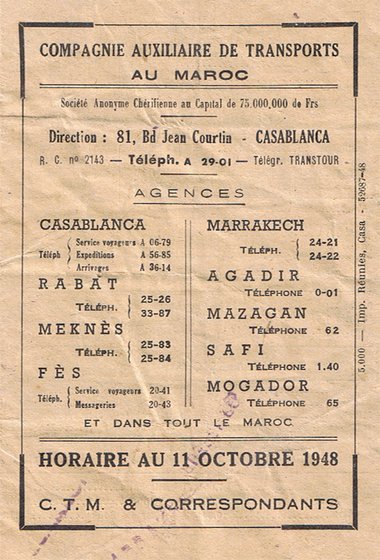 COMPAGNIE AUXILIAIRE DE TRANSPORTS
AU MAROC
Société Anonyme Chérifienne au Capital de 75.000,000 de Frs
Direction : 81, Bd Jean Courtin - CASABLANCA
R. C. nº 2143 — Téléph. A 29-01 — Télégr. TRANSTOUR
AGENCES
CASABLANCA
Téléph
Service voyageurs A 06-79
Expeditions A 56-85
Arrivages A 36-14
RABAT
TÉLÉPH. 25-26
33-87
MEKNÈS
TÉLÉPH. 25-83
25-84
FÈS
Téléph.
Service voyageurs 20-41
Messageries 20-43
MARRAKECH
TÉLÉPH. 24-21
24-22
AGADIR
TÉLÉPHONE 0-01
MAZAGAN
TÉLÉPHONE 62
SAFI
TÉLÉPHONE 1.40
MOGADOR
TÉLÉPHONE 65
ET DANS TOUT LE MAROC
HORAIRE AU 11 OCTOBRE 1948
C. T. M. & CORRESPONDANTS
5.000 — Imp. Réunies, Casa - 52687-48